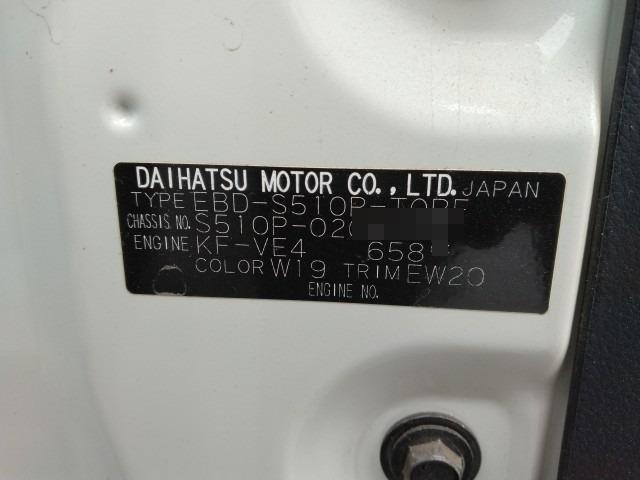 DAIHATSU MOTOR CO., LTD. JAPAN
TYPE EBD-S510P-
CHASSIS NO. S510P-02
ENGINE KF-VE4 658
COLOR W19 TRIM EW20
ENGINE NO.